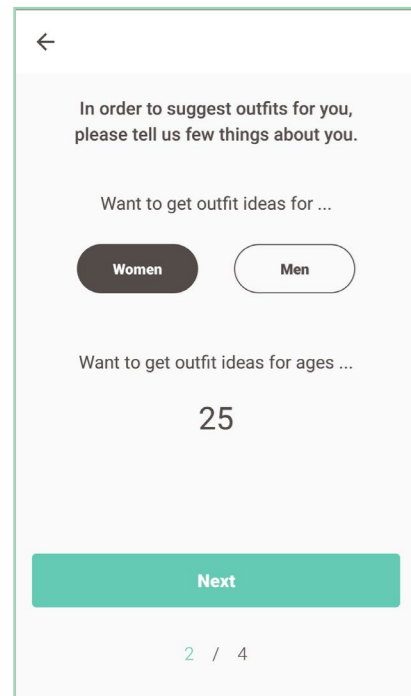 In order to suggest outfits for you,
please tell us few things about you.
Want to get outfit ideas for ...
Women Men
Want to get outfit ideas for ages ...
25
Next
2 / 4